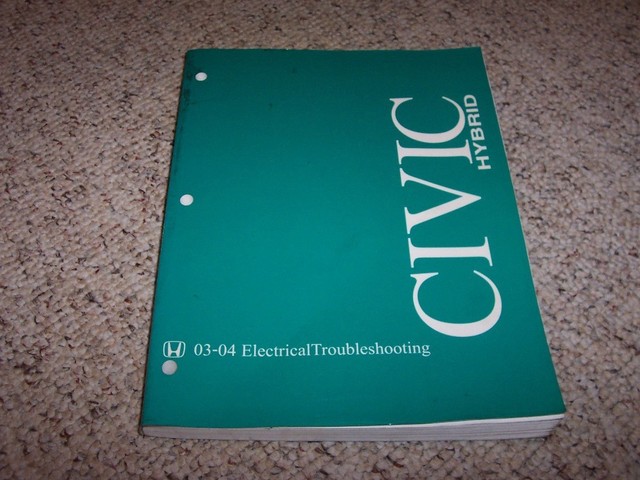 CIVIC
HYBRID
03-04 ElectricalTroubleshooting